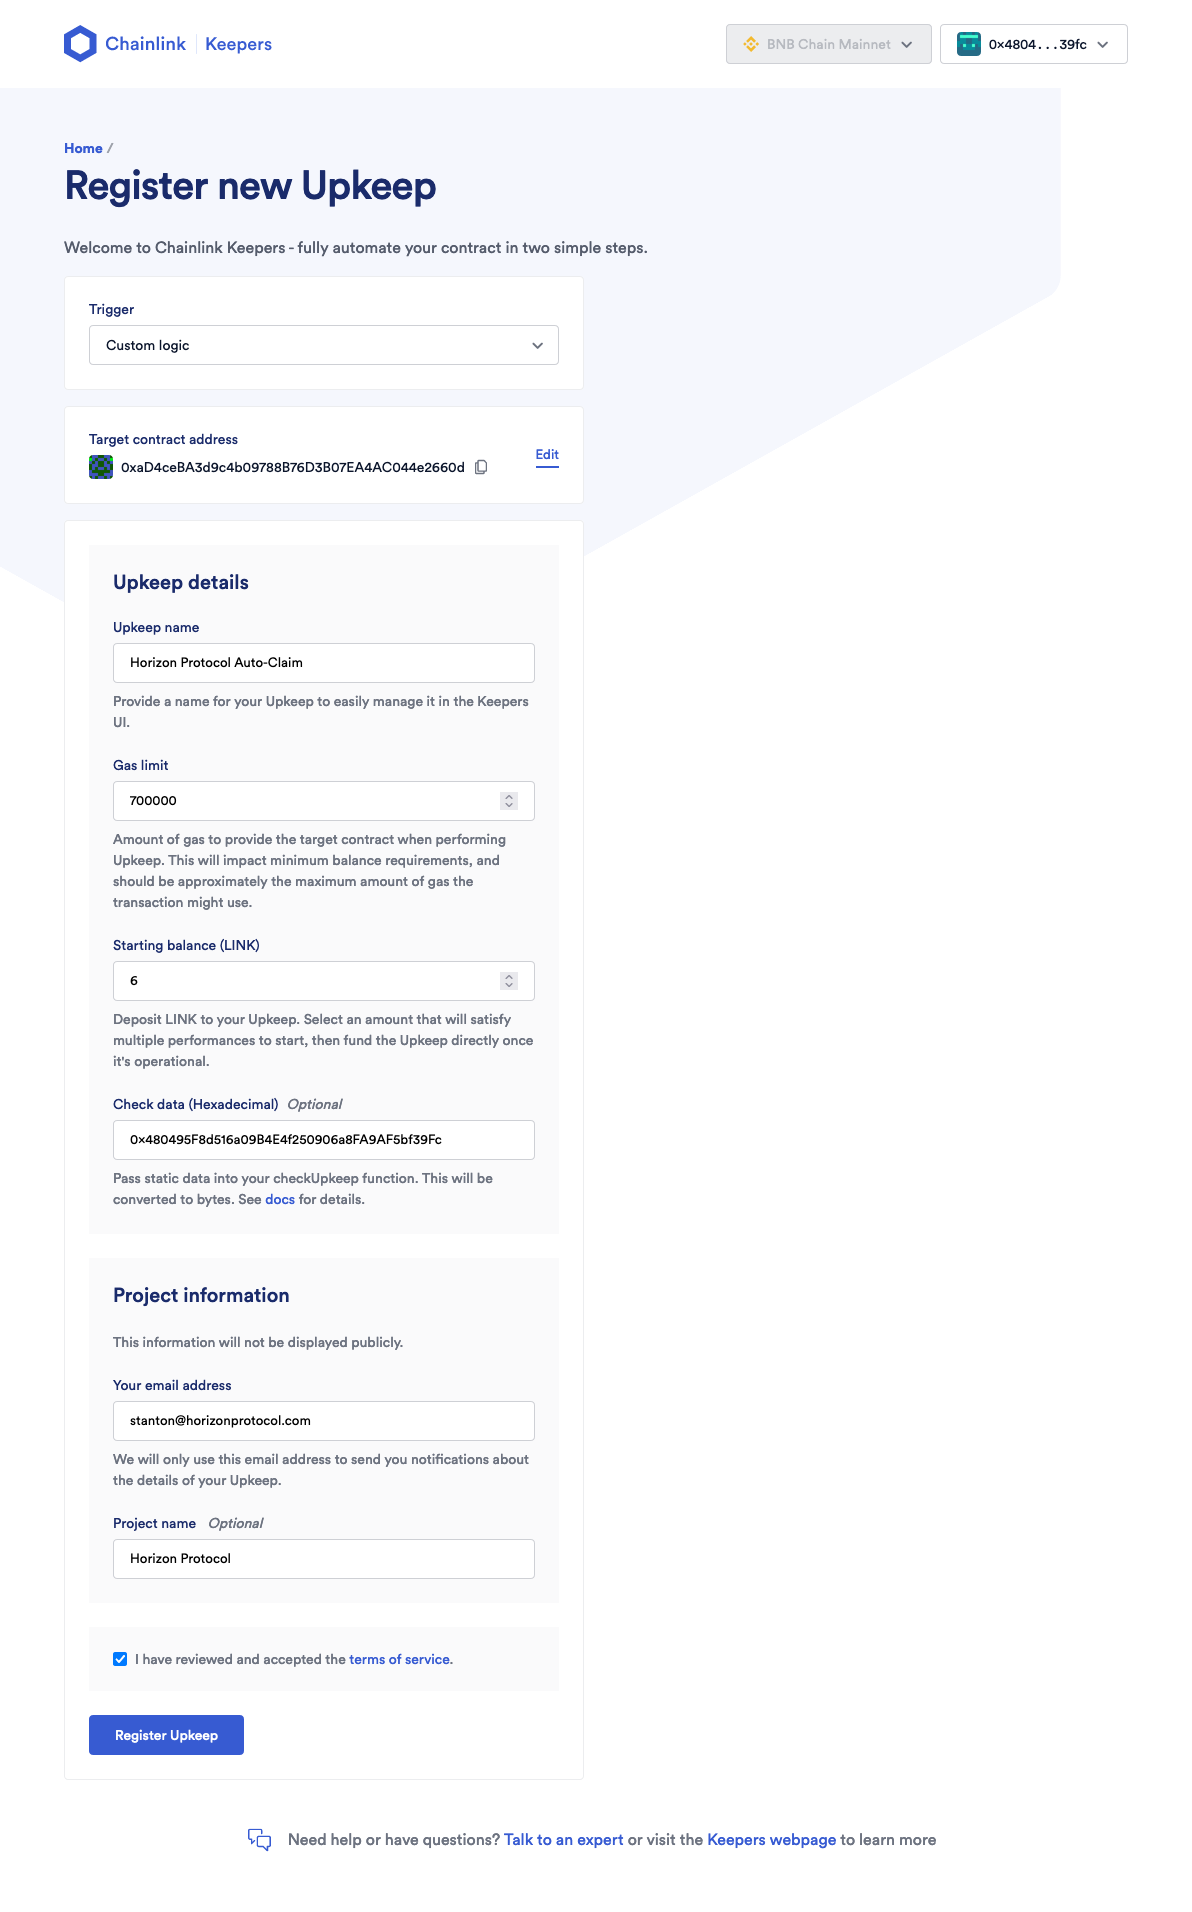 Chainlink | Keepers
BNB Chain Mainnet
0x4804...39fc
Home /
Register new Upkeep
Welcome to Chainlink Keepers - fully automate your contract in two simple steps.
Trigger
Custom logic
Target contract address
0xaD4ceBA3d9c4b09788B76D3B07EA4AC044e2660d
Edit
Upkeep details
Upkeep name
Horizon Protocol Auto-Claim
Provide a name for your Upkeep to easily manage it in the Keepers
UI.
Gas limit
700000
Amount of gas to provide the target contract when performing
Upkeep. This will impact minimum balance requirements, and
should be approximately the maximum amount of gas the
transaction might use.
Starting balance (LINK)
6
Deposit LINK to your Upkeep. Select an amount that will satisfy
multiple performances to start, then fund the Upkeep directly once
it's operational.
Check data (Hexadecimal) Optional
0x480495F8d516a09B4E4f250906a8FA9AF5bf39Fc
Pass static data into your checkUpkeep function. This will be
converted to bytes. See docs for details.
Project information
This information will not be displayed publicly.
Your email address
stanton@horizonprotocol.com
We will only use this email address to send you notifications about
the details of your Upkeep.
Project name Optional
Horizon Protocol
I have reviewed and accepted the terms of service.
Register Upkeep
Need help or have questions? Talk to an expert or visit the Keepers webpage to learn more